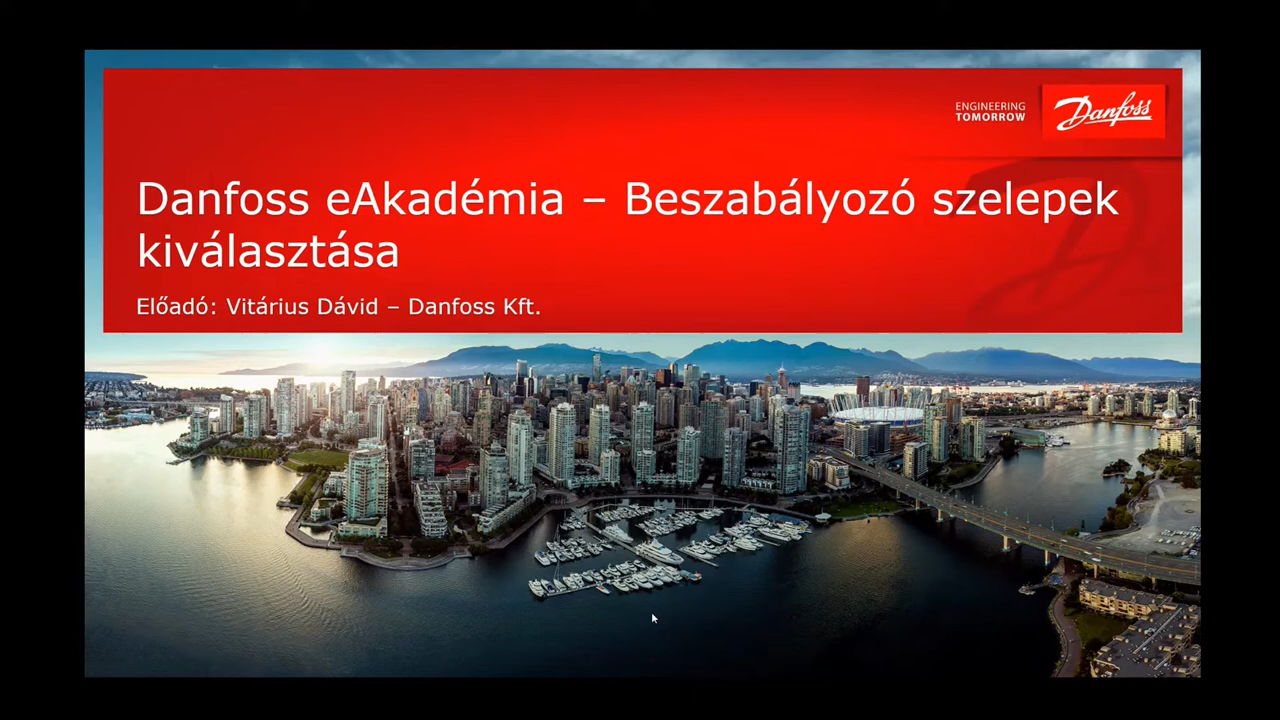 ENGINEERING
TOMORROW
Danfoss
Danfoss eAkadémia – Beszabályozó szelepek
kiválasztása
Előadó: Vitárius Dávid – Danfoss Kft.